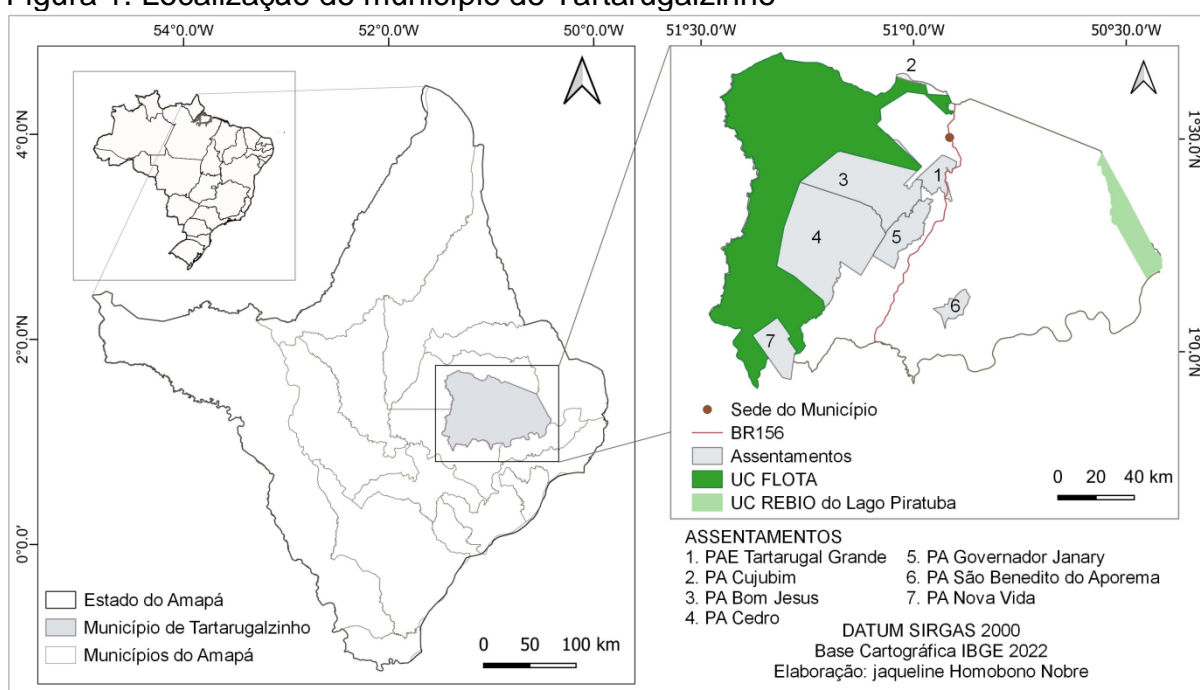 Figura 1: Localização do município de Tartarugalzinho
54°0.0'
52°0.0'
50°0.0'
4°0.0'N
2°0.0'N
0°0.0'
Estado do Amapá
Município de Tartarugalzinho
Municípios do Amapá
0 50 100 km
51°30.0'
51°0.0'
50°30.0'
1°30.0'N
1°0.0'N
2
1
3
4
5
6
7
Sede do Município
BR156
Assentamentos
UC FLOTA
UC REBIO do Lago Piratuba
0 20 40 km
ASSENTAMENTOS
1. PAE Tartarugal Grande
2. PA Cujubim
3. PA Bom Jesus
4. PA Cedro
5. PA Governador Janary
6. PA São Benedito do Aporema
7. PA Nova Vida
DATUM SIRGAS 2000
Base Cartográfica IBGE 2022
Elaboração: jaqueline Homobono Nobre